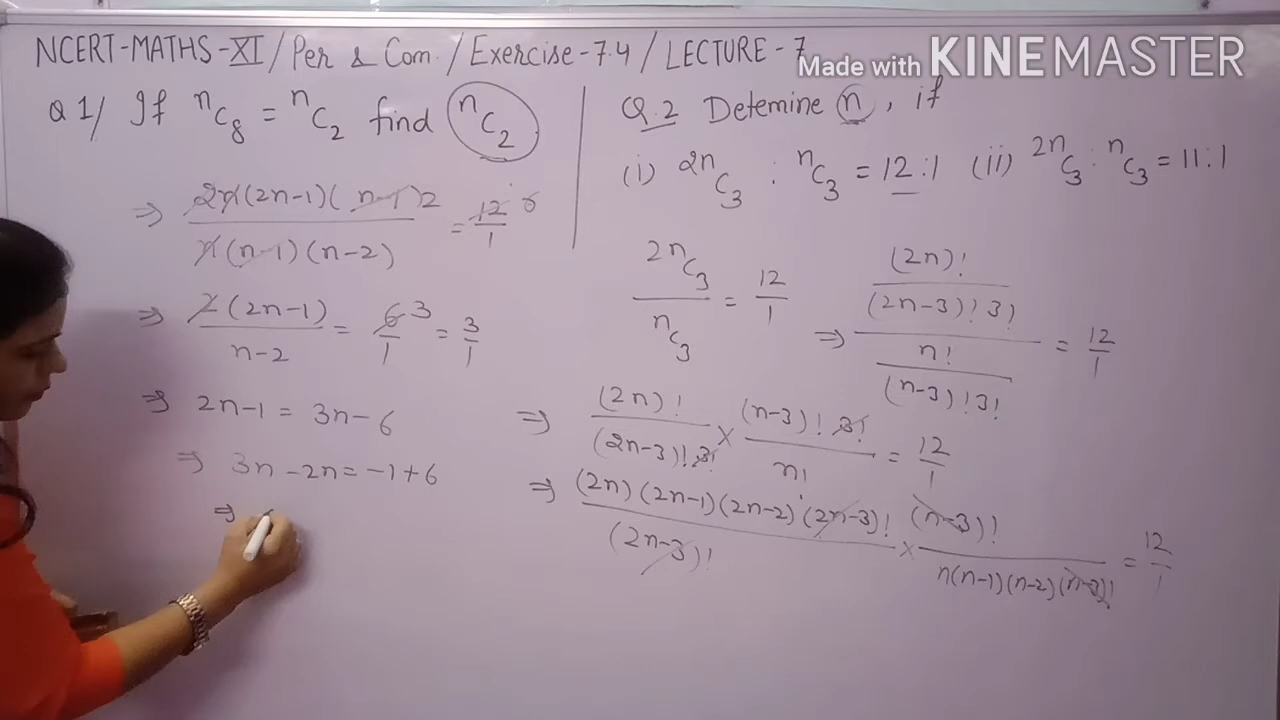 NCERT-MATHS-XI / Per & Com. / Exercise-7.4 / LECTURE - 7
Made with KINEMASTER
Q 1/ If ⁿC₈ = ⁿC₂ find ⁿC₂
⇒ 2n(2n-1)(n-1)2 / n(n-1)(n-2) = 12/1 6
⇒ 2(2n-1) / n-2 = 6/1 3 = 3/1
⇒ 2n-1 = 3n-6
⇒ 3n-2n = -1+6
⇒
Q.2 Detemine n, if
(i) ²ⁿC₃ : ⁿC₃ = 12:1 (ii) ²ⁿC₃ : ⁿC₃ = 11:1
²ⁿC₃ / ⁿC₃ = 12/1 ⇒ (2n)! / (2n-3)! 3! / n! / (n-3)! 3! = 12/1
⇒ (2n)! / (2n-3)! 3! × (n-3)! 3! / n! = 12/1
⇒ (2n)(2n-1)(2n-2)(2n-3)! / (2n-3)! × (n-3)! / n(n-1)(n-2)(n-3)! = 12/1